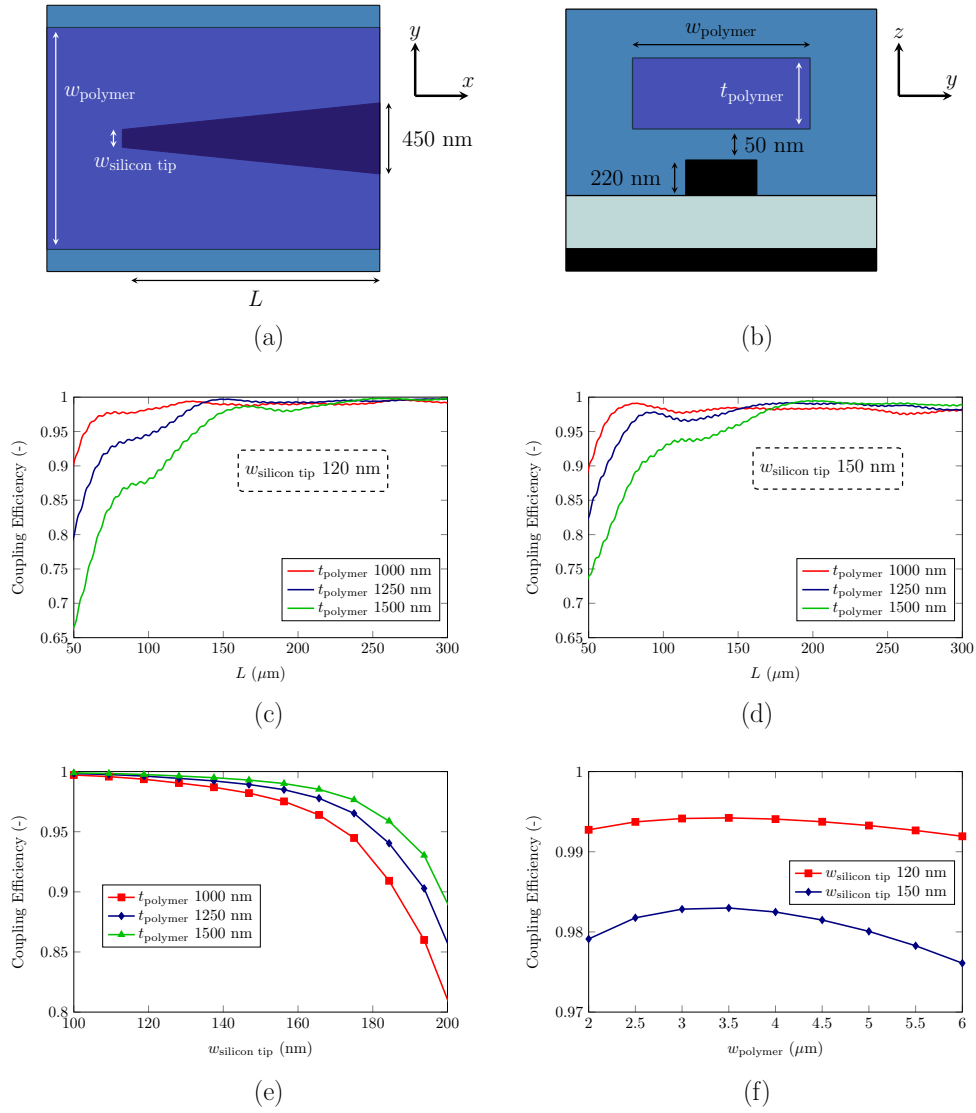 y
x
w_polymer
w_silicon tip
450 nm
L
(a)
z
y
w_polymer
t_polymer
50 nm
220 nm
(b)
Coupling Efficiency (-)
1
0.95
0.9
0.85
0.8
0.75
0.7
0.65
w_silicon tip 120 nm
t_polymer 1000 nm
t_polymer 1250 nm
t_polymer 1500 nm
50 100 150 200 250 300
L (μm)
(c)
Coupling Efficiency (-)
1
0.95
0.9
0.85
0.8
0.75
0.7
0.65
w_silicon tip 150 nm
t_polymer 1000 nm
t_polymer 1250 nm
t_polymer 1500 nm
50 100 150 200 250 300
L (μm)
(d)
Coupling Efficiency (-)
1
0.95
0.9
0.85
0.8
t_polymer 1000 nm
t_polymer 1250 nm
t_polymer 1500 nm
100 120 140 160 180 200
w_silicon tip (nm)
(e)
Coupling Efficiency (-)
1
0.99
0.98
0.97
w_silicon tip 120 nm
w_silicon tip 150 nm
2 2.5 3 3.5 4 4.5 5 5.5 6
w_polymer (μm)
(f)